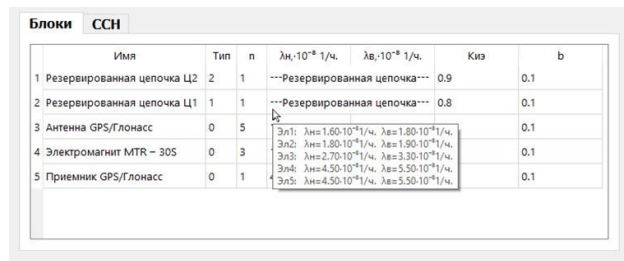 Блоки ССН
Имя Тип n λн,·10⁻⁸ 1/ч. λв,·10⁻⁸ 1/ч. Киэ b
1 Резервированная цепочка Ц2 2 1 ---Резервированная цепочка--- 0.9 0.1
2 Резервированная цепочка Ц1 1 1 ---Резервированная цепочка--- 0.8 0.1
3 Антенна GPS/Глонасс 0 5 0.1
Эл1: λн=1.60·10⁻⁸1/ч. λв=1.80·10⁻⁸1/ч.
Эл2: λн=1.80·10⁻⁸1/ч. λв=1.90·10⁻⁸1/ч.
4 Электромагнит MTR – 30S 0 3 0.1
Эл3: λн=2.70·10⁻⁸1/ч. λв=3.30·10⁻⁸1/ч.
Эл4: λн=4.50·10⁻⁸1/ч. λв=5.50·10⁻⁸1/ч.
5 Приемник GPS/Глонасс 0 1 0.1
Эл5: λн=4.50·10⁻⁸1/ч. λв=5.50·10⁻⁸1/ч.